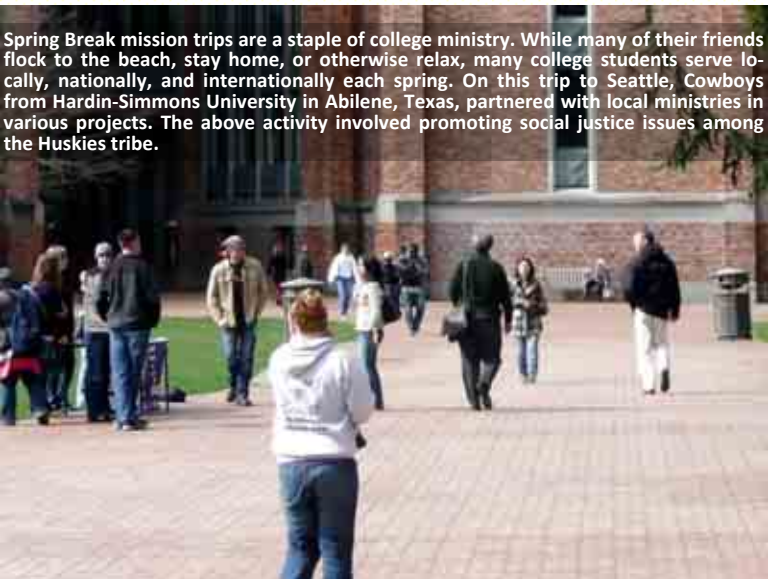 Spring Break mission trips are a staple of college ministry. While many of their friends
flock to the beach, stay home, or otherwise relax, many college students serve lo-
cally, nationally, and internationally each spring. On this trip to Seattle, Cowboys
from Hardin-Simmons University in Abilene, Texas, partnered with local ministries in
various projects. The above activity involved promoting social justice issues among
the Huskies tribe.